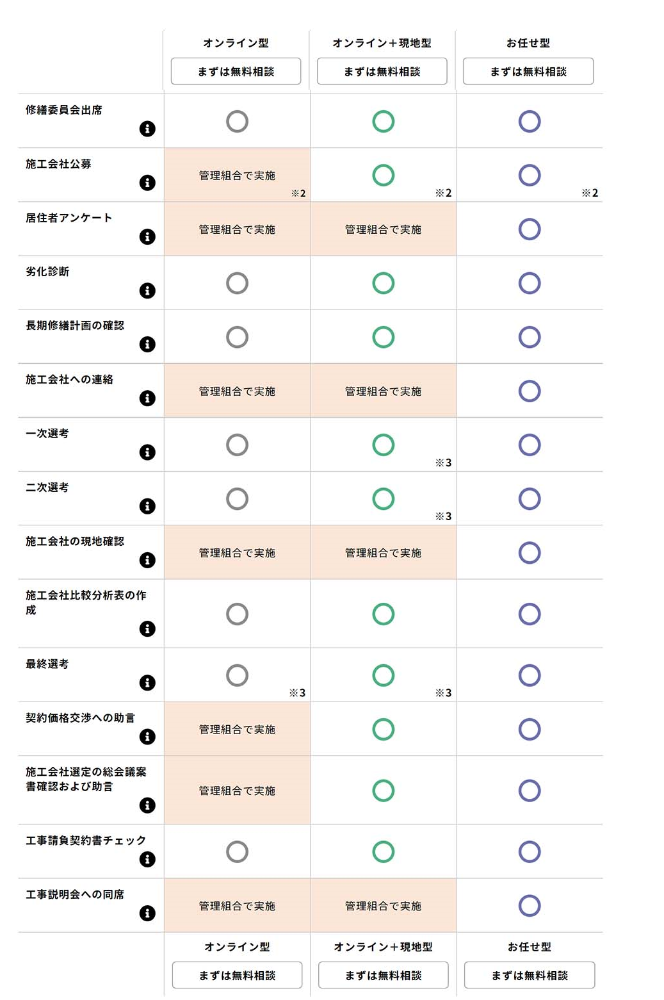 オンライン型 オンライン＋現地型 お任せ型
まずは無料相談 まずは無料相談 まずは無料相談
修繕委員会出席
施工会社公募
管理組合で実施
※2 ※2 ※2
居住者アンケート
管理組合で実施 管理組合で実施
劣化診断
長期修繕計画の確認
施工会社への連絡
管理組合で実施 管理組合で実施
一次選考
※3
二次選考
※3
施工会社の現地確認
管理組合で実施 管理組合で実施
施工会社比較分析表の作
成
最終選考
※3 ※3
契約価格交渉への助言
管理組合で実施
施工会社選定の総会議案
書確認および助言
管理組合で実施
工事請負契約書チェック
工事説明会への同席
管理組合で実施 管理組合で実施
オンライン型 オンライン＋現地型 お任せ型
まずは無料相談 まずは無料相談 まずは無料相談